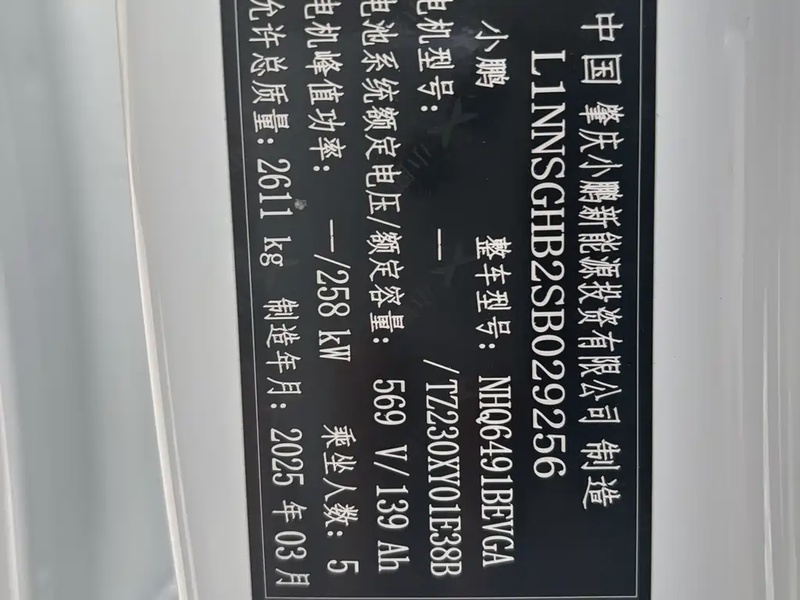 中国 肇庆小鹏新能源投资有限公司 制造
L1NNSGHB2SB029256
小鹏 整车型号: NHQ6491BEVGA
电机型号: —/TZ230XY01E38B
电池系统额定电压/额定容量: 569 V/139 Ah
电机峰值功率: —/258 kW 乘坐人数: 5
允许总质量: 2611 kg 制造年月: 2025 年 03 月